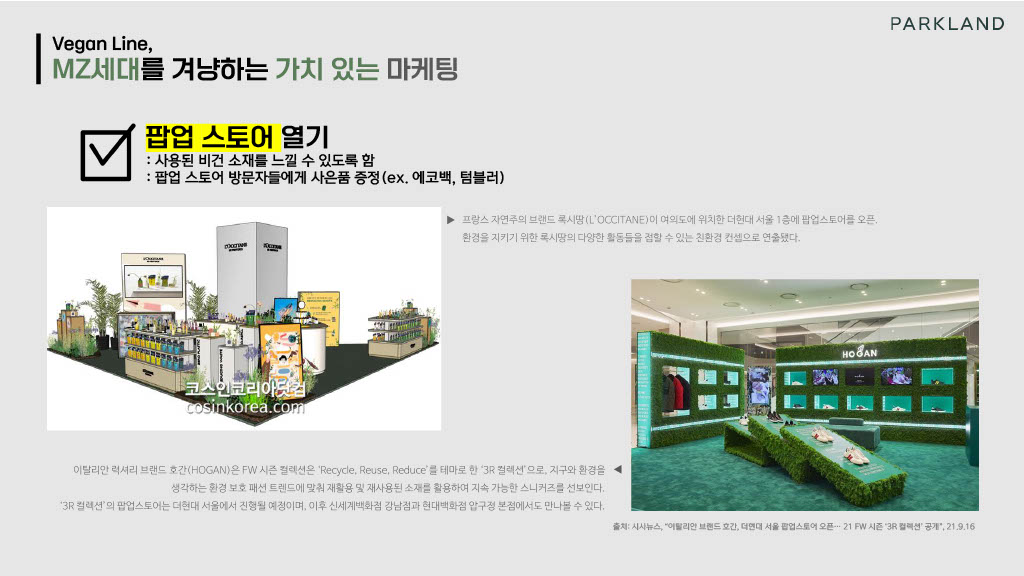 PARKLAND
Vegan Line,
MZ세대를 겨냥하는 가치 있는 마케팅
팝업 스토어 열기
: 사용된 비건 소재를 느낄 수 있도록 함
: 팝업 스토어 방문자들에게 사은품 증정(ex. 에코백, 텀블러)
▶ 프랑스 자연주의 브랜드 록시땅(L'OCCITANE)이 여의도에 위치한 더현대 서울 1층에 팝업스토어를 오픈.
환경을 지키기 위한 록시땅의 다양한 활동들을 접할 수 있는 친환경 컨셉으로 연출됐다.
L'OCCITANE
L'OCCITANE
L'OCCITANE
코스인코리아닷컴
cosinkorea.com
HOGAN
이탈리안 럭셔리 브랜드 호간(HOGAN)은 FW 시즌 컬렉션은 'Recycle, Reuse, Reduce'를 테마로 한 '3R 컬렉션'으로, 지구와 환경을 ◀
생각하는 환경 보호 패션 트렌드에 맞춰 재활용 및 재사용된 소재를 활용하여 지속 가능한 스니커즈를 선보인다.
'3R 컬렉션'의 팝업스토어는 더현대 서울에서 진행될 예정이며, 이후 신세계백화점 강남점과 현대백화점 압구정 본점에서도 만나볼 수 있다.
출처: 시사뉴스, "이탈리안 브랜드 호간, 더연대 서울 팝업스토어 오픈… 21 FW 시즌 '3R 컬렉션' 공개", 21.9.16